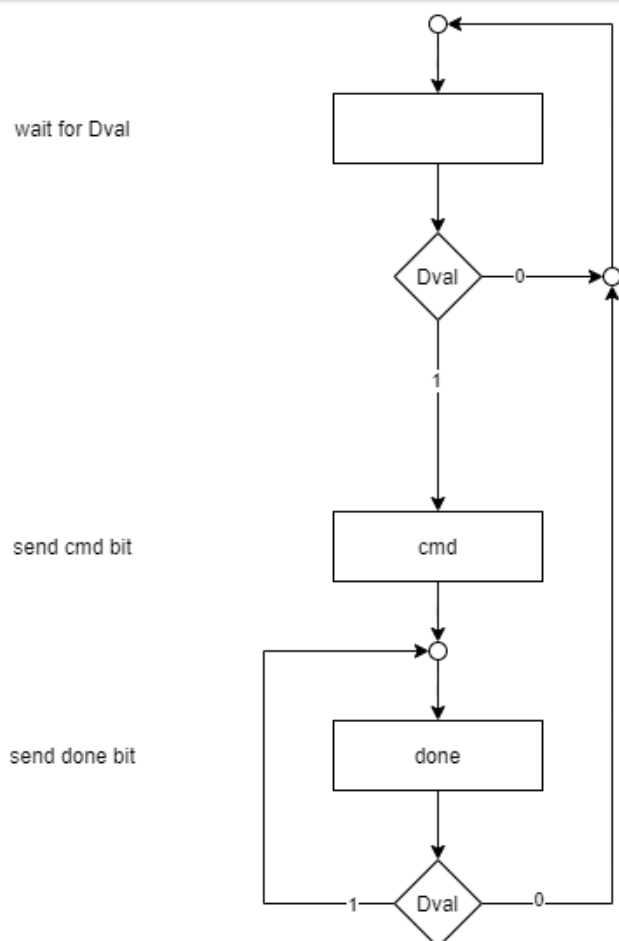 wait for Dval
Dval
0
1
send cmd bit
cmd
send done bit
done
1
Dval
0